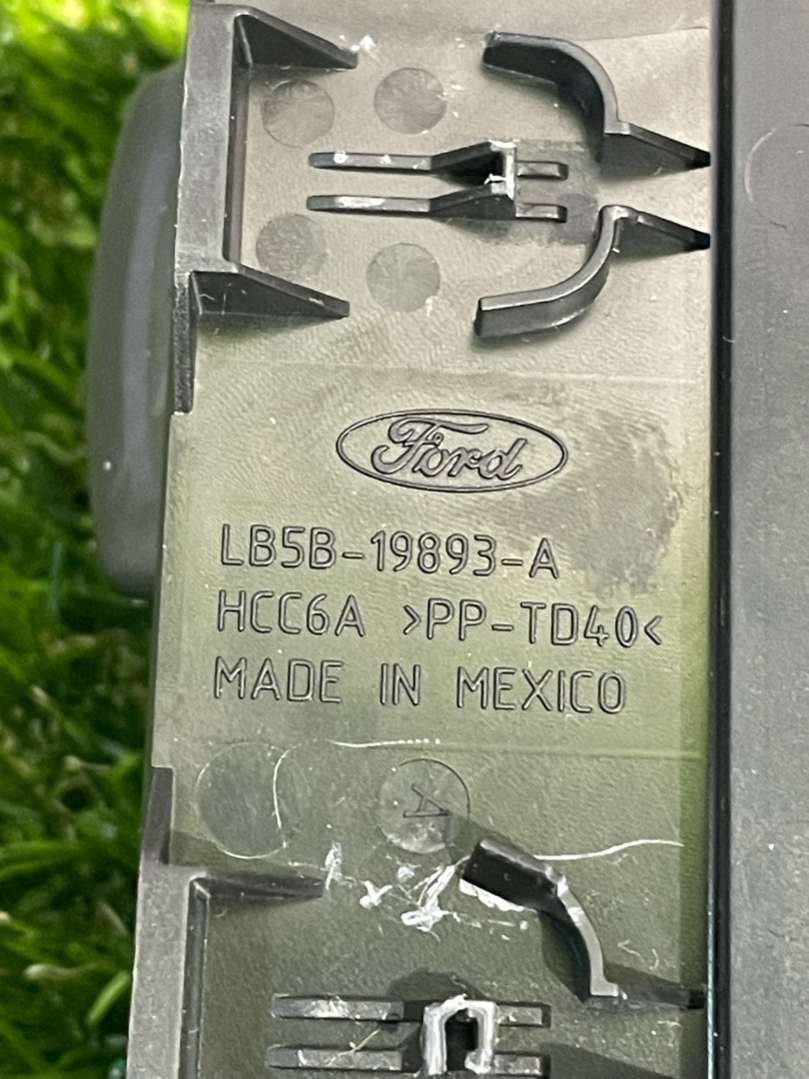 Ford
LB5B-19893-A
HCC6A >PP-TD40<
MADE IN MEXICO